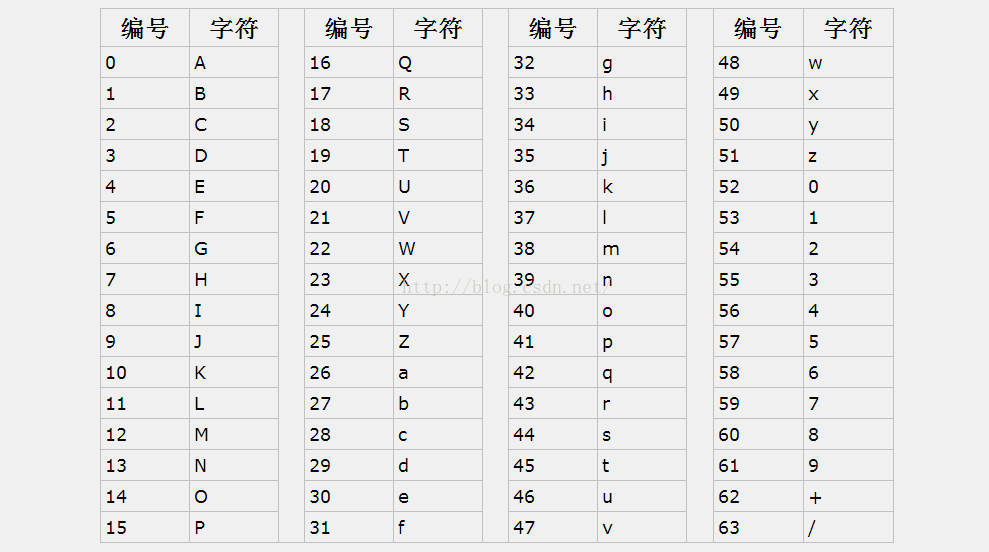 编号 字符 编号 字符 编号 字符 编号 字符
0 A 16 Q 32 g 48 w
1 B 17 R 33 h 49 x
2 C 18 S 34 i 50 y
3 D 19 T 35 j 51 z
4 E 20 U 36 k 52 0
5 F 21 V 37 l 53 1
6 G 22 W 38 m 54 2
7 H 23 X 39 n 55 3
http://blog.csdn.net/
8 I 24 Y 40 o 56 4
9 J 25 Z 41 p 57 5
10 K 26 a 42 q 58 6
11 L 27 b 43 r 59 7
12 M 28 c 44 s 60 8
13 N 29 d 45 t 61 9
14 O 30 e 46 u 62 +
15 P 31 f 47 v 63 /